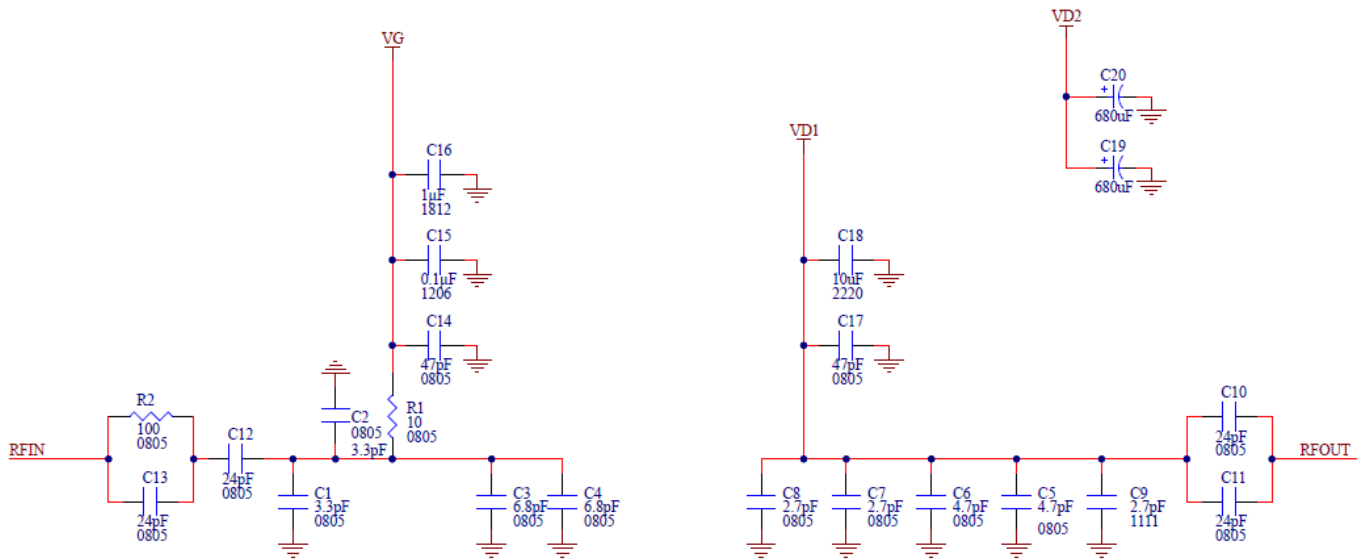 VD2
VG
C20
+
680uF
VD1
C19
+
680uF
C16
1µF
1812
C15
0.1µF
1206
C18
10uF
2220
C14
47pF
0805
C17
47pF
0805
R2
100
0805
C2
0805
3.3pF
R1
10
0805
C10
24pF
0805
RFIN
C12
24pF
0805
RFOUT
C13
24pF
0805
C1
3.3pF
0805
C3
6.8pF
0805
C4
6.8pF
0805
C8
2.7pF
0805
C7
2.7pF
0805
C6
4.7pF
0805
C5
4.7pF
0805
C9
2.7pF
1111
C11
24pF
0805